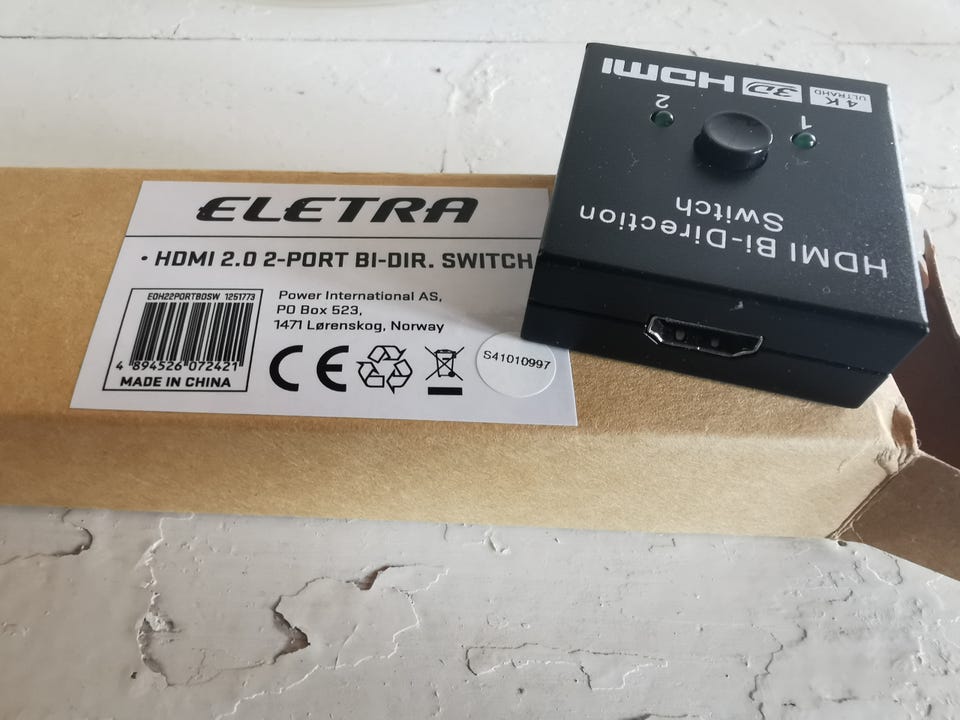 ELETRA
• HDMI 2.0 2-PORT BI-DIR. SWITCH
EOH22PORTBDSW 1251773
4 894526 072421
MADE IN CHINA
Power International AS,
PO Box 523,
1471 Lørenskog, Norway
CE
S41010997
HDMI Bi-Direction
Switch
1
2
4K
ULTRAHD
3D
HDMI